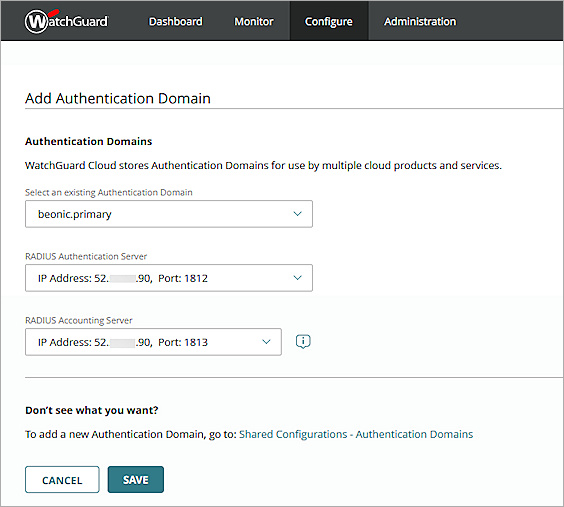 WatchGuard Dashboard Monitor Configure Administration
Add Authentication Domain
Authentication Domains
WatchGuard Cloud stores Authentication Domains for use by multiple cloud products and services.
Select an existing Authentication Domain
beonic.primary
RADIUS Authentication Server
IP Address: 52. .90, Port: 1812
RADIUS Accounting Server
IP Address: 52. .90, Port: 1813
Don't see what you want?
To add a new Authentication Domain, go to: Shared Configurations - Authentication Domains
CANCEL SAVE